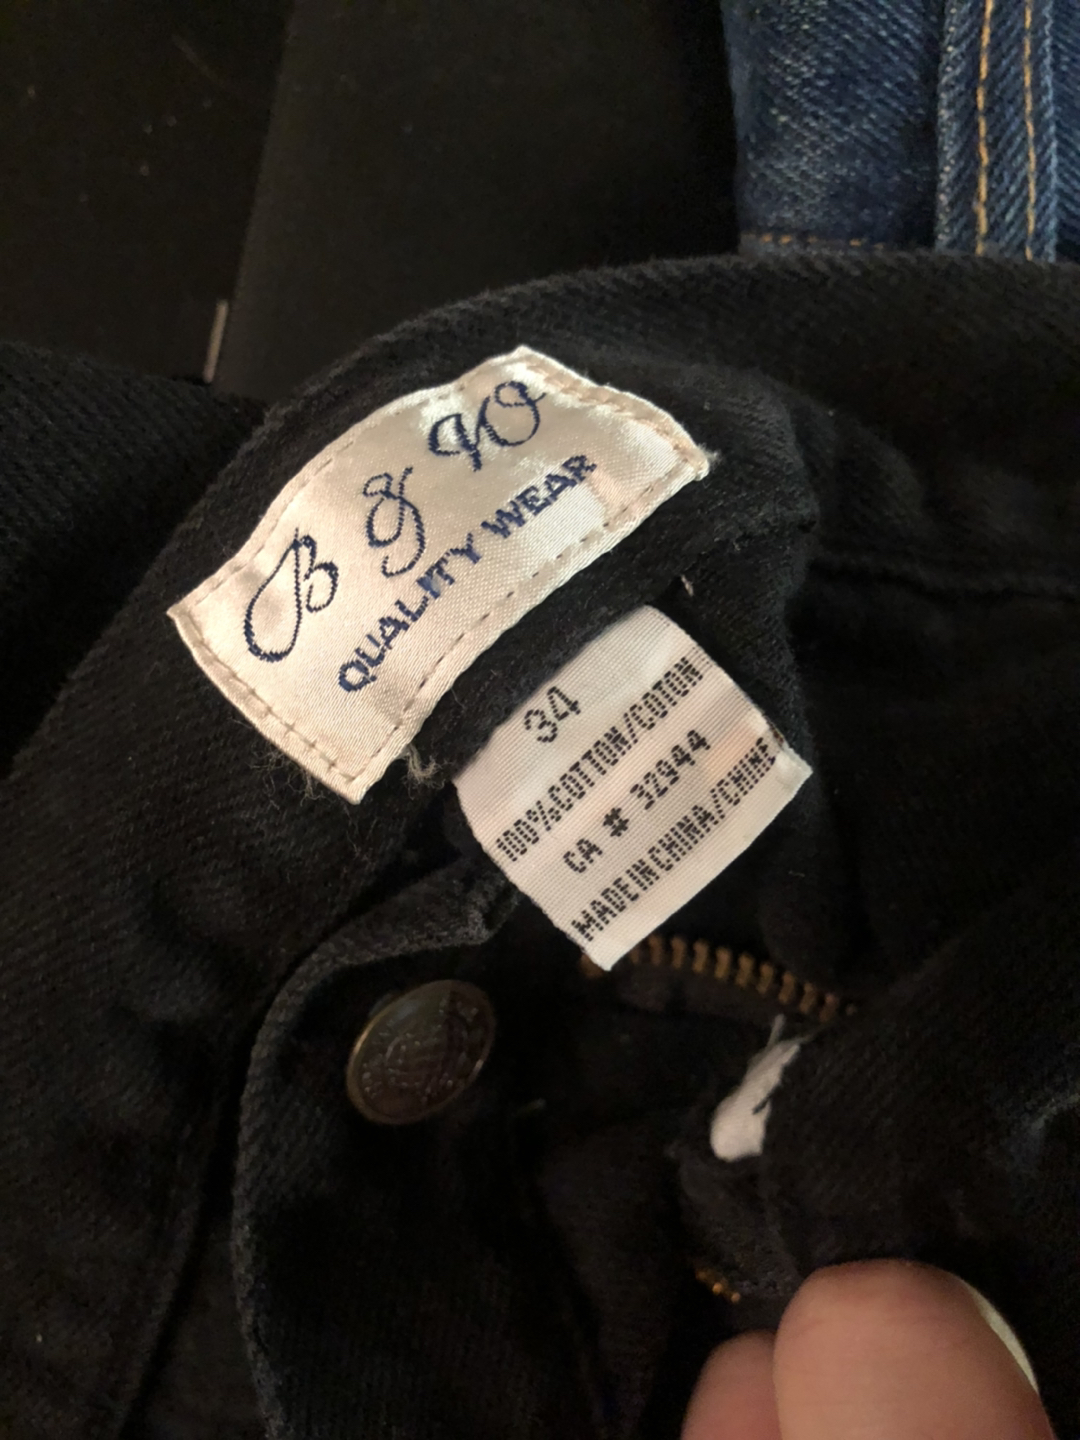 B & W
QUALITY WEAR
34
100%COTTON/COTON
CA # 32944
MADE IN CHINA/CHINE